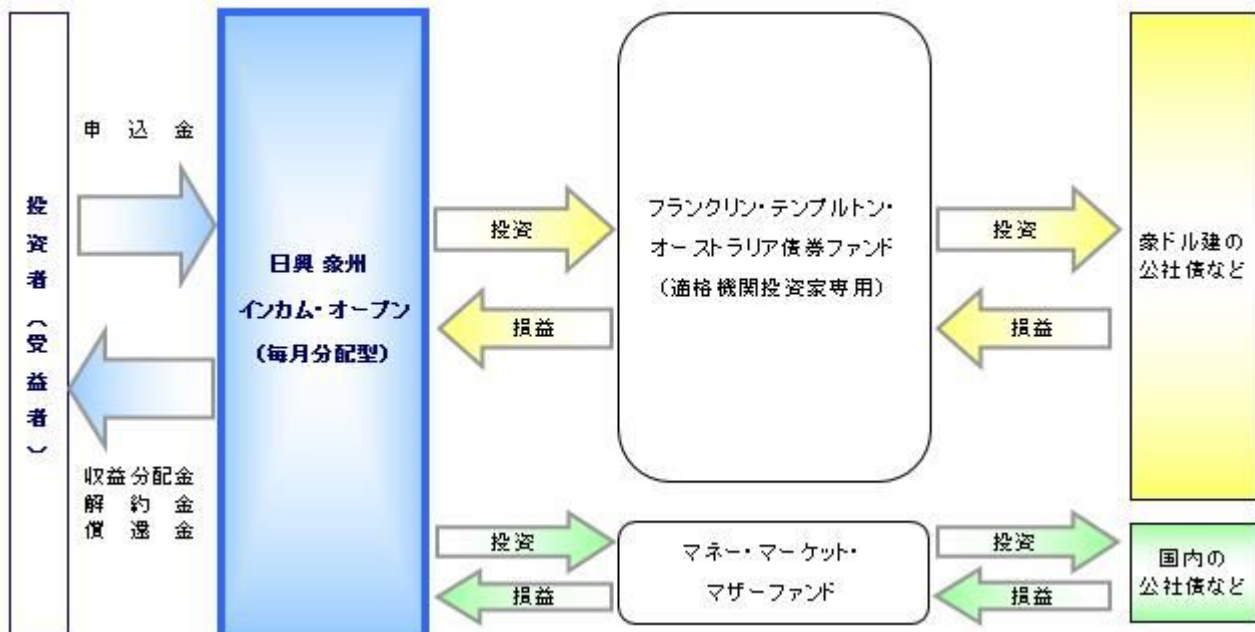 投資者（受益者）
申込金
収益分配金
解約金
償還金
日興 豪州
インカム・オープン
（毎月分配型）
投資
損益
フランクリン・テンプルトン・
オーストラリア債券ファンド
（適格機関投資家専用）
投資
損益
豪ドル建の
公社債など
投資
損益
マネー・マーケット・
マザーファンド
投資
損益
国内の
公社債など